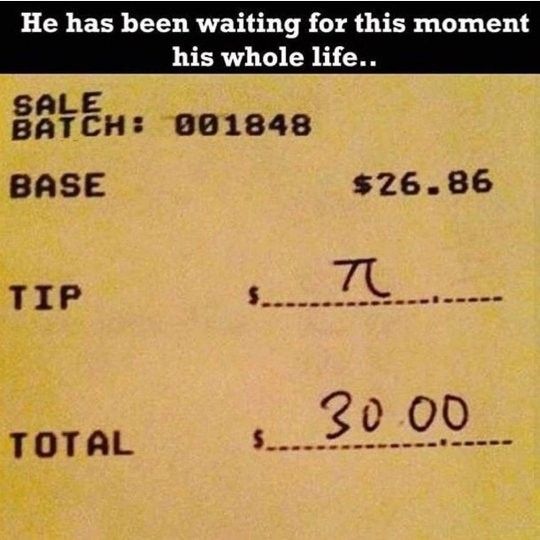 He has been waiting for this moment
his whole life..
SALE
BATCH: 001848
BASE $26.86
TIP $ π
TOTAL $ 30.00